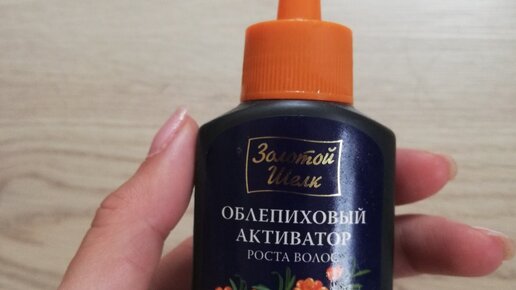 Золотой
Шелк
ОБЛЕПИХОВЫЙ
АКТИВАТОР
РОСТА ВОЛОС